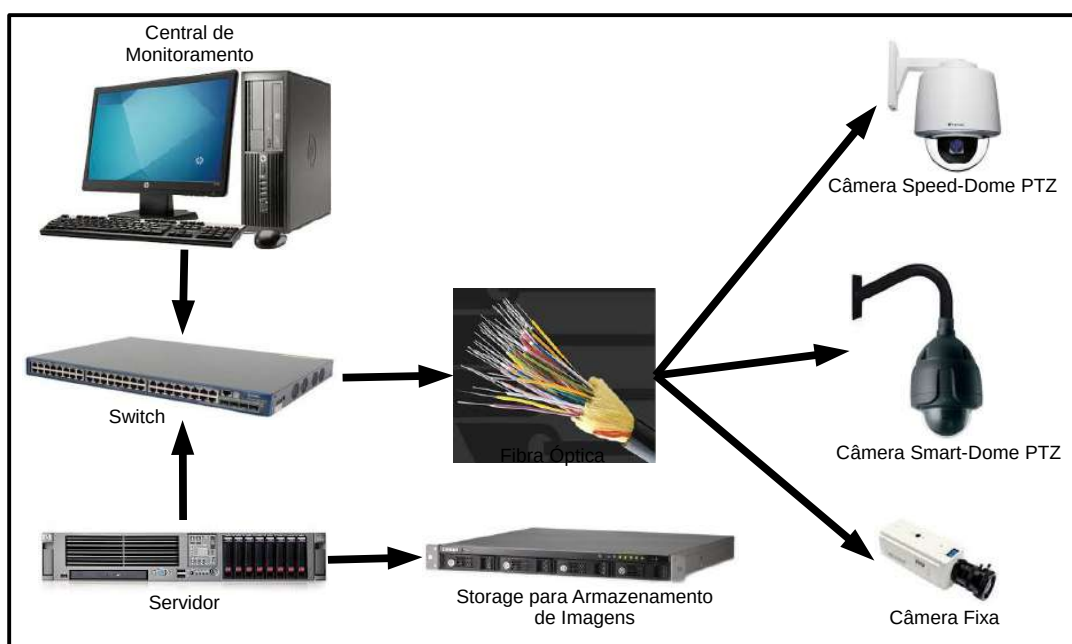 Central de
Monitoramento
Câmera Speed-Dome PTZ
Switch
Fibra Óptica
Câmera Smart-Dome PTZ
Servidor
Storage para Armazenamento
de Imagens
Câmera Fixa